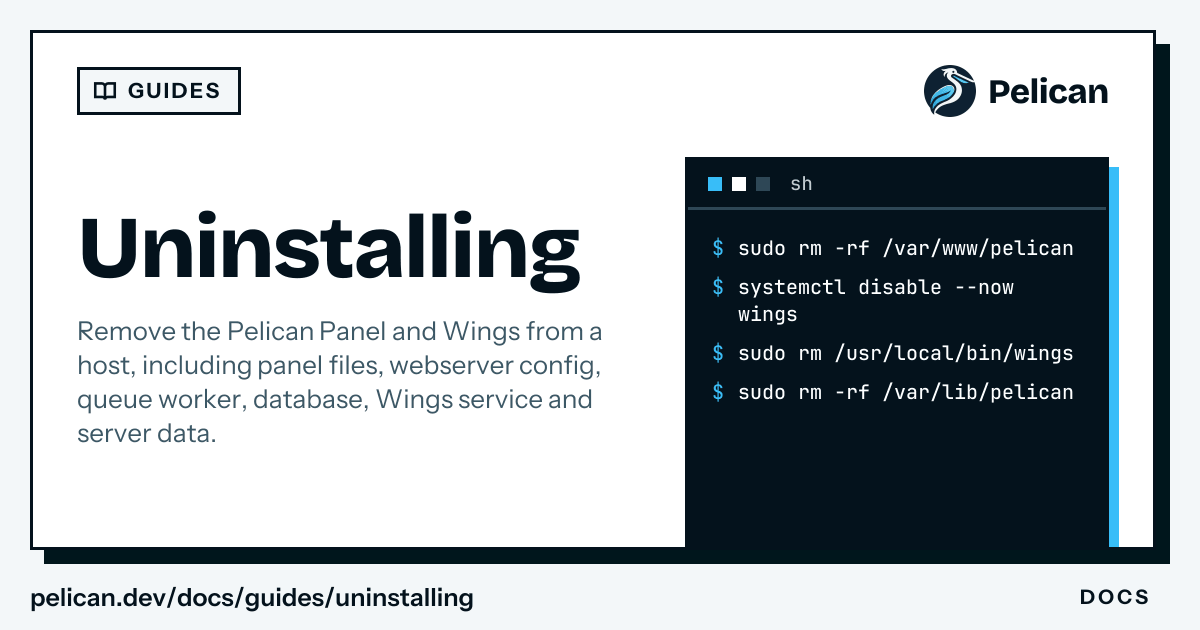 GUIDES
Pelican
Uninstalling
Remove the Pelican Panel and Wings from a
host, including panel files, webserver config,
queue worker, database, Wings service and
server data.
sh
$ sudo rm -rf /var/www/pelican
$ systemctl disable --now
wings
$ sudo rm /usr/local/bin/wings
$ sudo rm -rf /var/lib/pelican
pelican.dev/docs/guides/uninstalling
DOCS